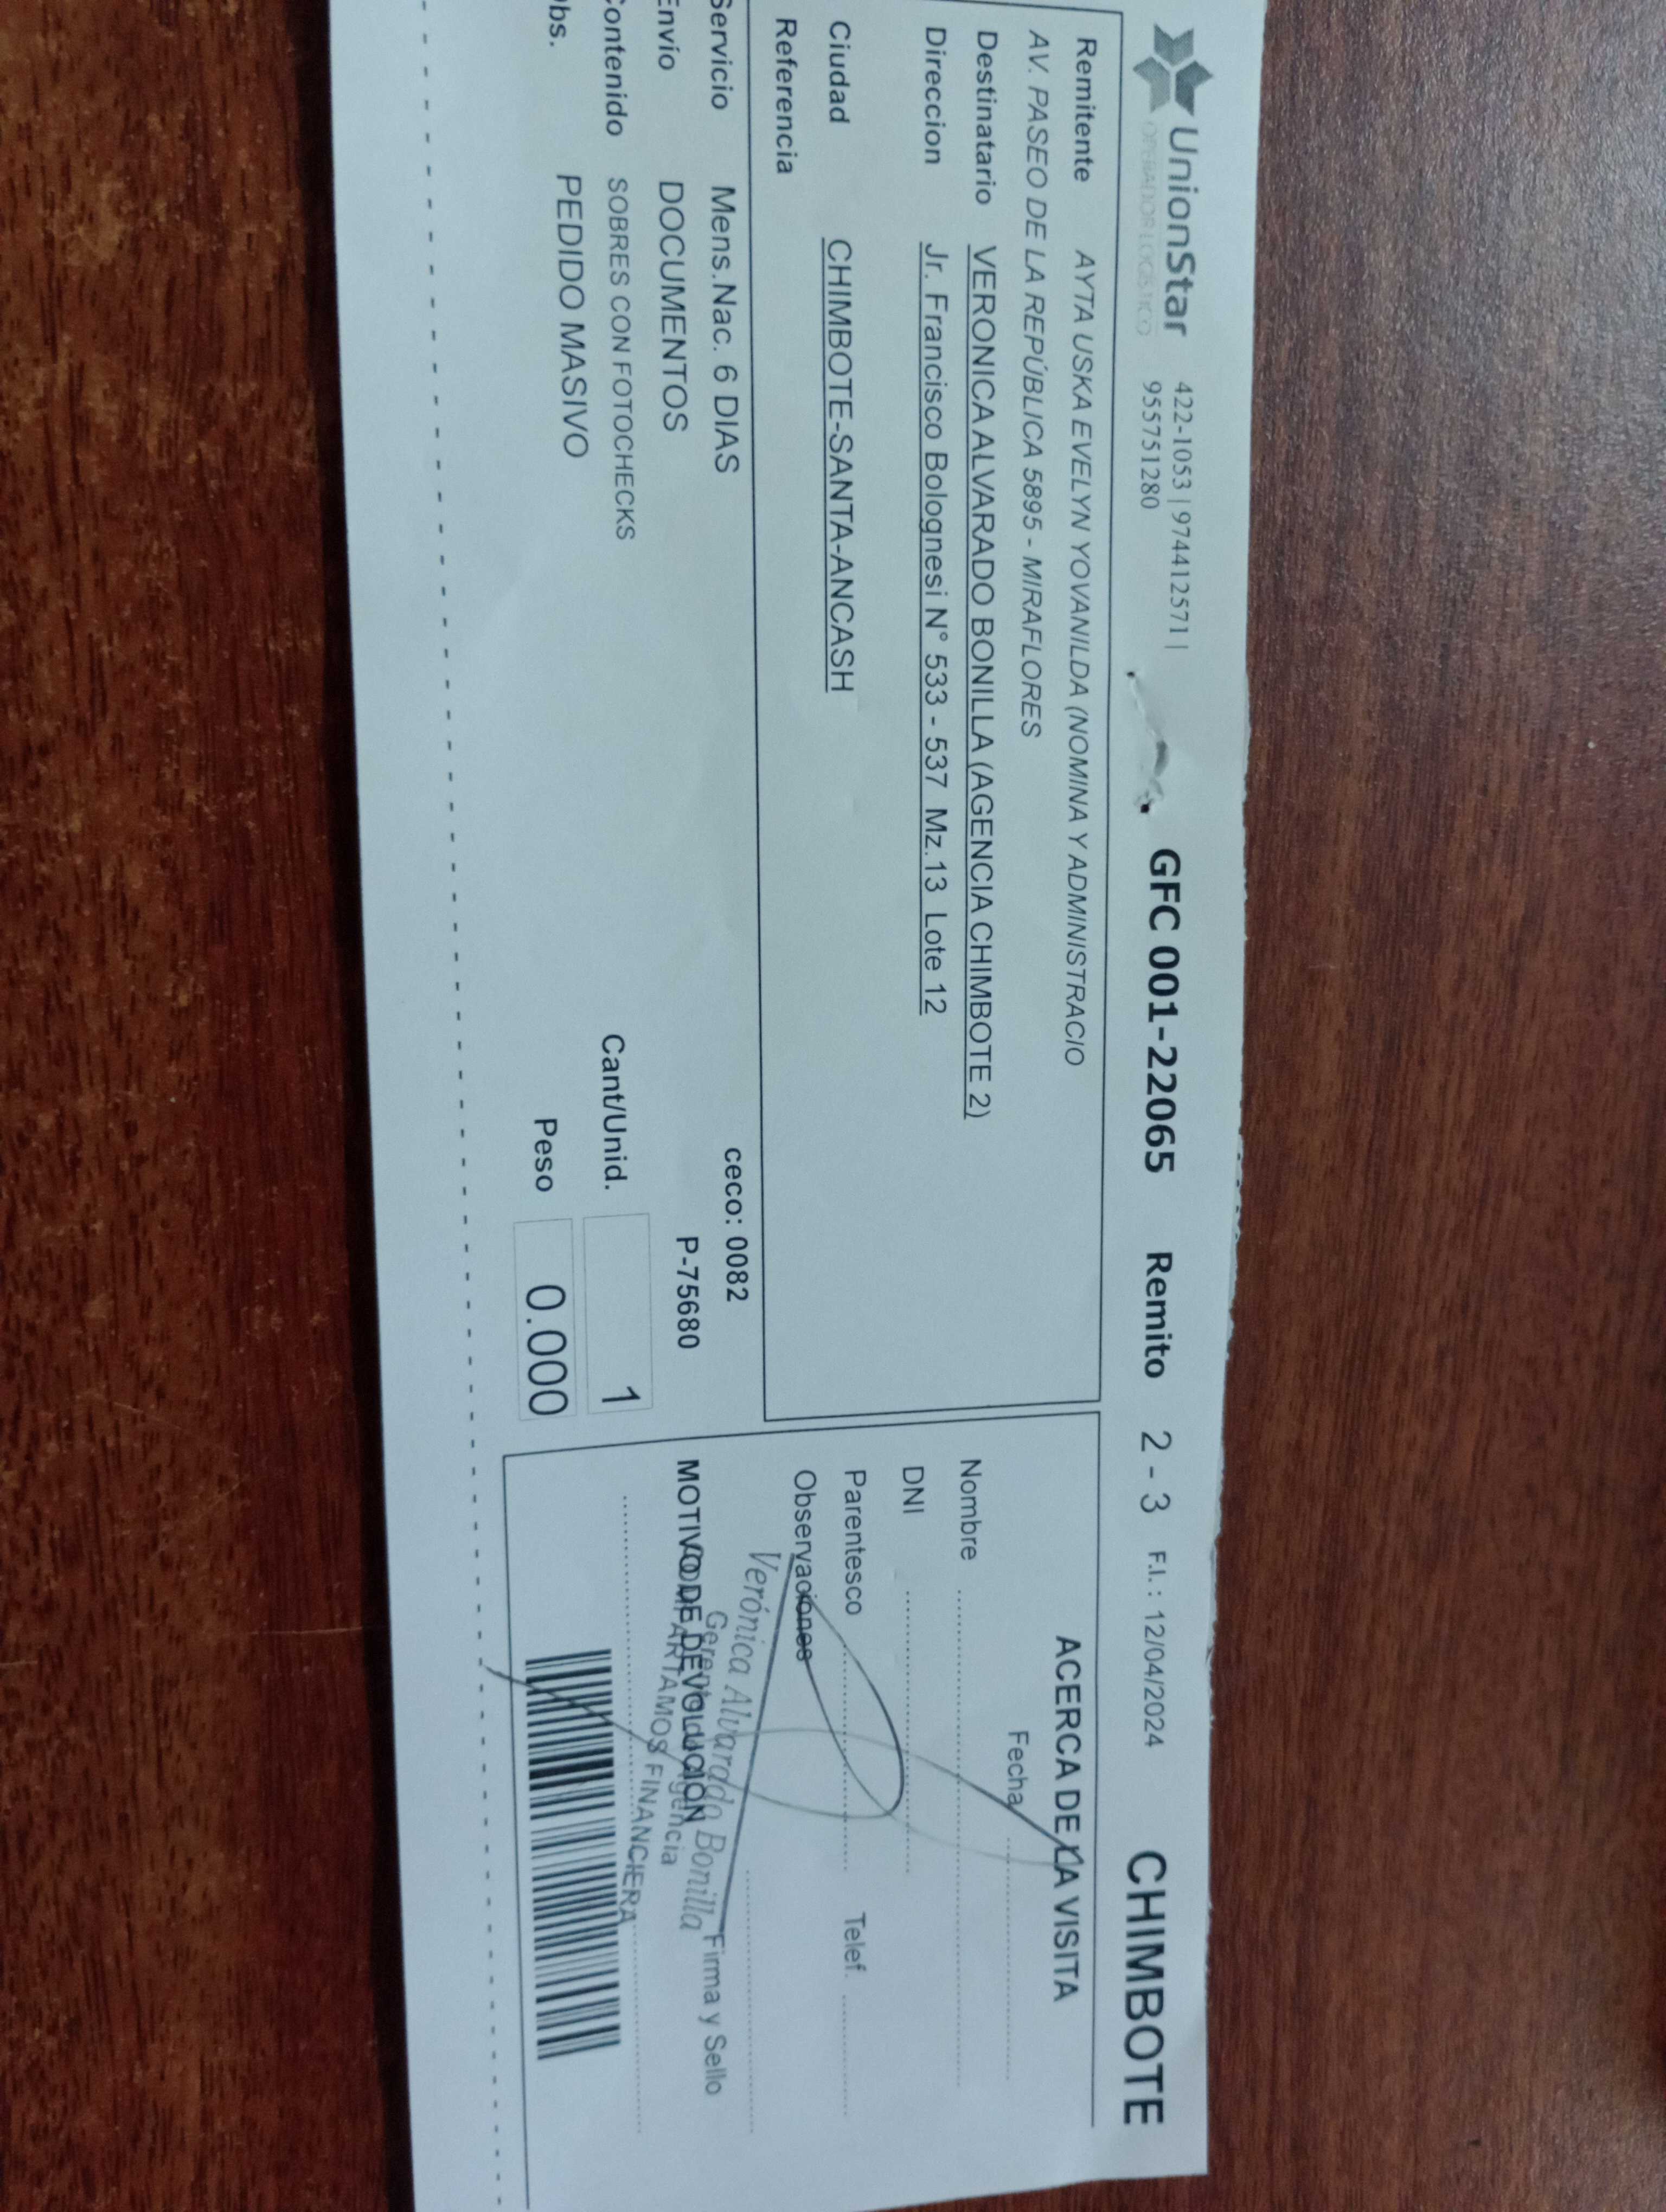 UnionStar
OPERADOR LOGÍSTICO
422-1053 | 974412571 |
955751280
GFC 001-22065 Remito 2 - 3 F.I. : 12/04/2024 CHIMBOTE
Remitente AYTA USKA EVELYN YOVANILDA (NOMINA Y ADMINISTRACIO
AV. PASEO DE LA REPÚBLICA 5895 - MIRAFLORES
Destinatario VERONICA ALVARADO BONILLA (AGENCIA CHIMBOTE 2)
Direccion Jr. Francisco Bolognesi N° 533 - 537 Mz.13 Lote 12
Ciudad CHIMBOTE-SANTA-ANCASH
Referencia
Servicio Mens.Nac. 6 DIAS ceco: 0082
Envío DOCUMENTOS P-75680
Contenido SOBRES CON FOTOCHECKS Cant/Unid. 1
Obs. PEDIDO MASIVO Peso 0.000
ACERCA DE LA VISITA
Fecha
Nombre
DNI
Parentesco Telef.
Observaciones
Firma y Sello
Verónica Alvarado Bonilla
Gerente de Agencia
COMPARTAMOS FINANCIERA
MOTIVO DE DEVOLUCION